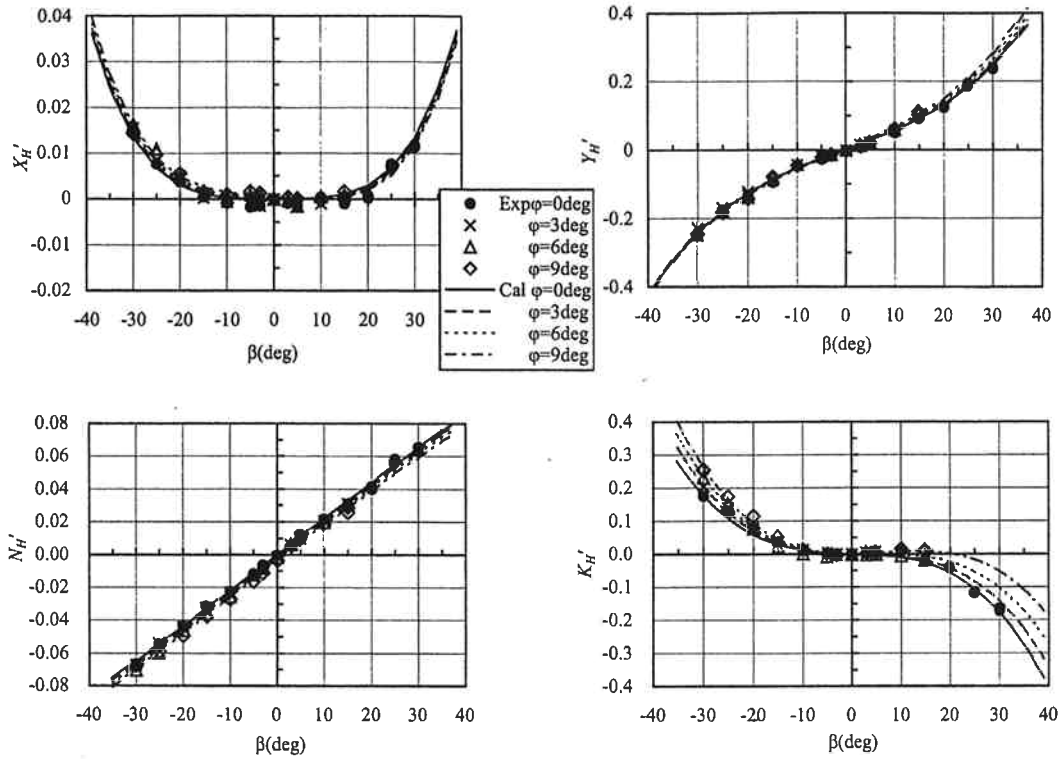 0.04
0.03
0.02
0.01
0
-0.01
-0.02
X_H'
-40 -30 -20 -10 0 10 20 30
β(deg)
0.4
0.2
0
-0.2
-0.4
Y_H'
-40 -30 -20 -10 0 10 20 30 40
β(deg)
Expφ=0deg
φ=3deg
φ=6deg
φ=9deg
Cal φ=0deg
φ=3deg
φ=6deg
φ=9deg
0.08
0.06
0.04
0.02
0.00
-0.02
-0.04
-0.06
-0.08
N_H'
-40 -30 -20 -10 0 10 20 30 40
β(deg)
0.4
0.3
0.2
0.1
0.0
-0.1
-0.2
-0.3
-0.4
K_H'
-40 -30 -20 -10 0 10 20 30 40
β(deg)